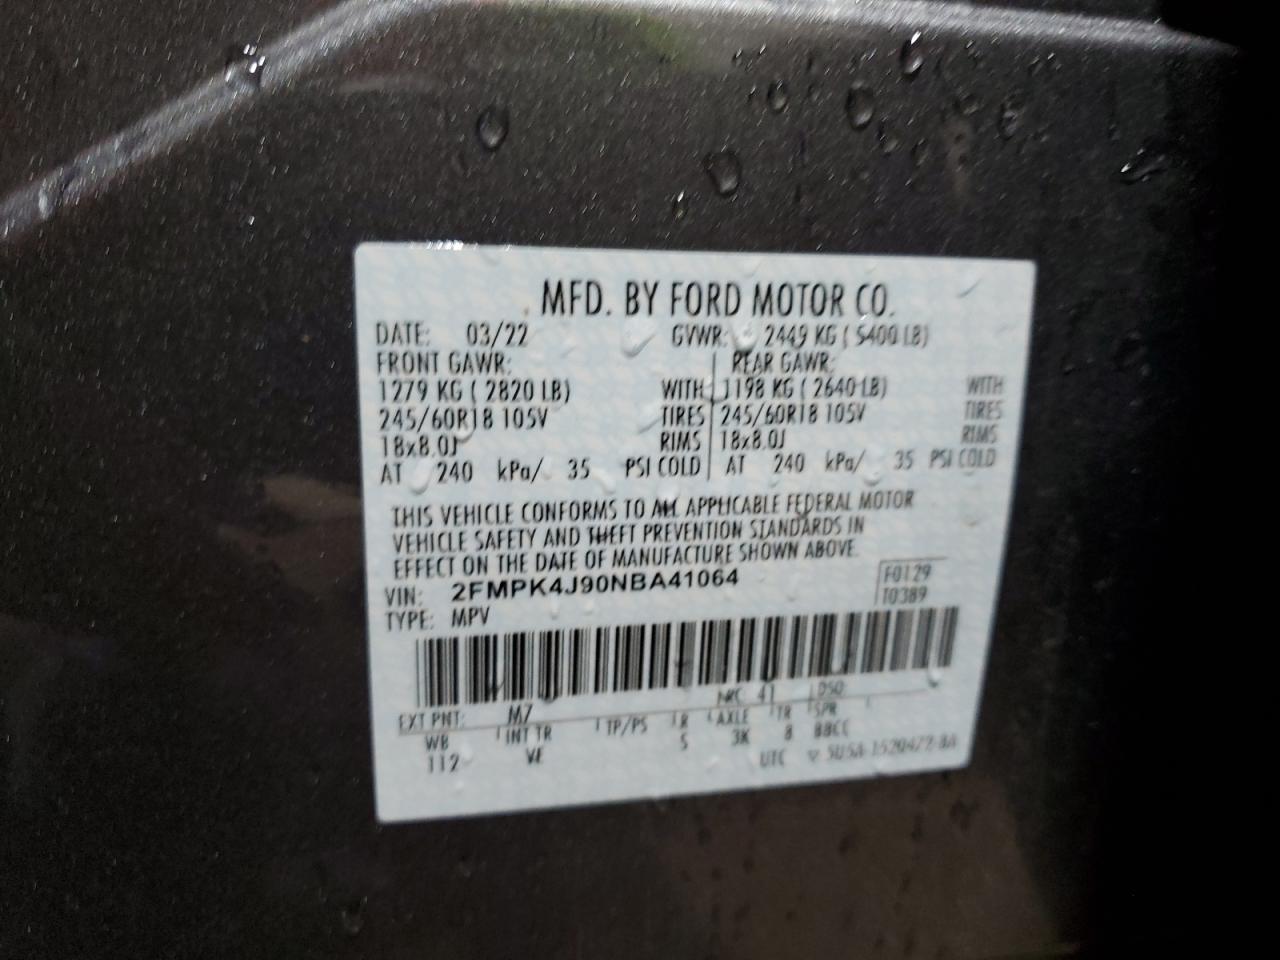 MFD. BY FORD MOTOR CO.
DATE: 03/22 GVWR: 2449 KG ( 5400 LB)
FRONT GAWR: REAR GAWR:
1279 KG ( 2820 LB) WITH 1198 KG ( 2640 LB) WITH
245/60R18 105V TIRES 245/60R18 105V TIRES
18x8.0J RIMS 18x8.0J RIMS
AT 240 kPa/ 35 PSI COLD AT 240 kPa/ 35 PSI COLD
THIS VEHICLE CONFORMS TO ALL APPLICABLE FEDERAL MOTOR
VEHICLE SAFETY AND THEFT PREVENTION STANDARDS IN
EFFECT ON THE DATE OF MANUFACTURE SHOWN ABOVE.
VIN: 2FMPK4J90NBA41064 F0129
TYPE: MPV T0389
RC: 41 DSO:
EXT PNT: M7
WB INT TR TP/PS R AXLE TR SPR
112 VE 5 3K 8 BBCC
UTC